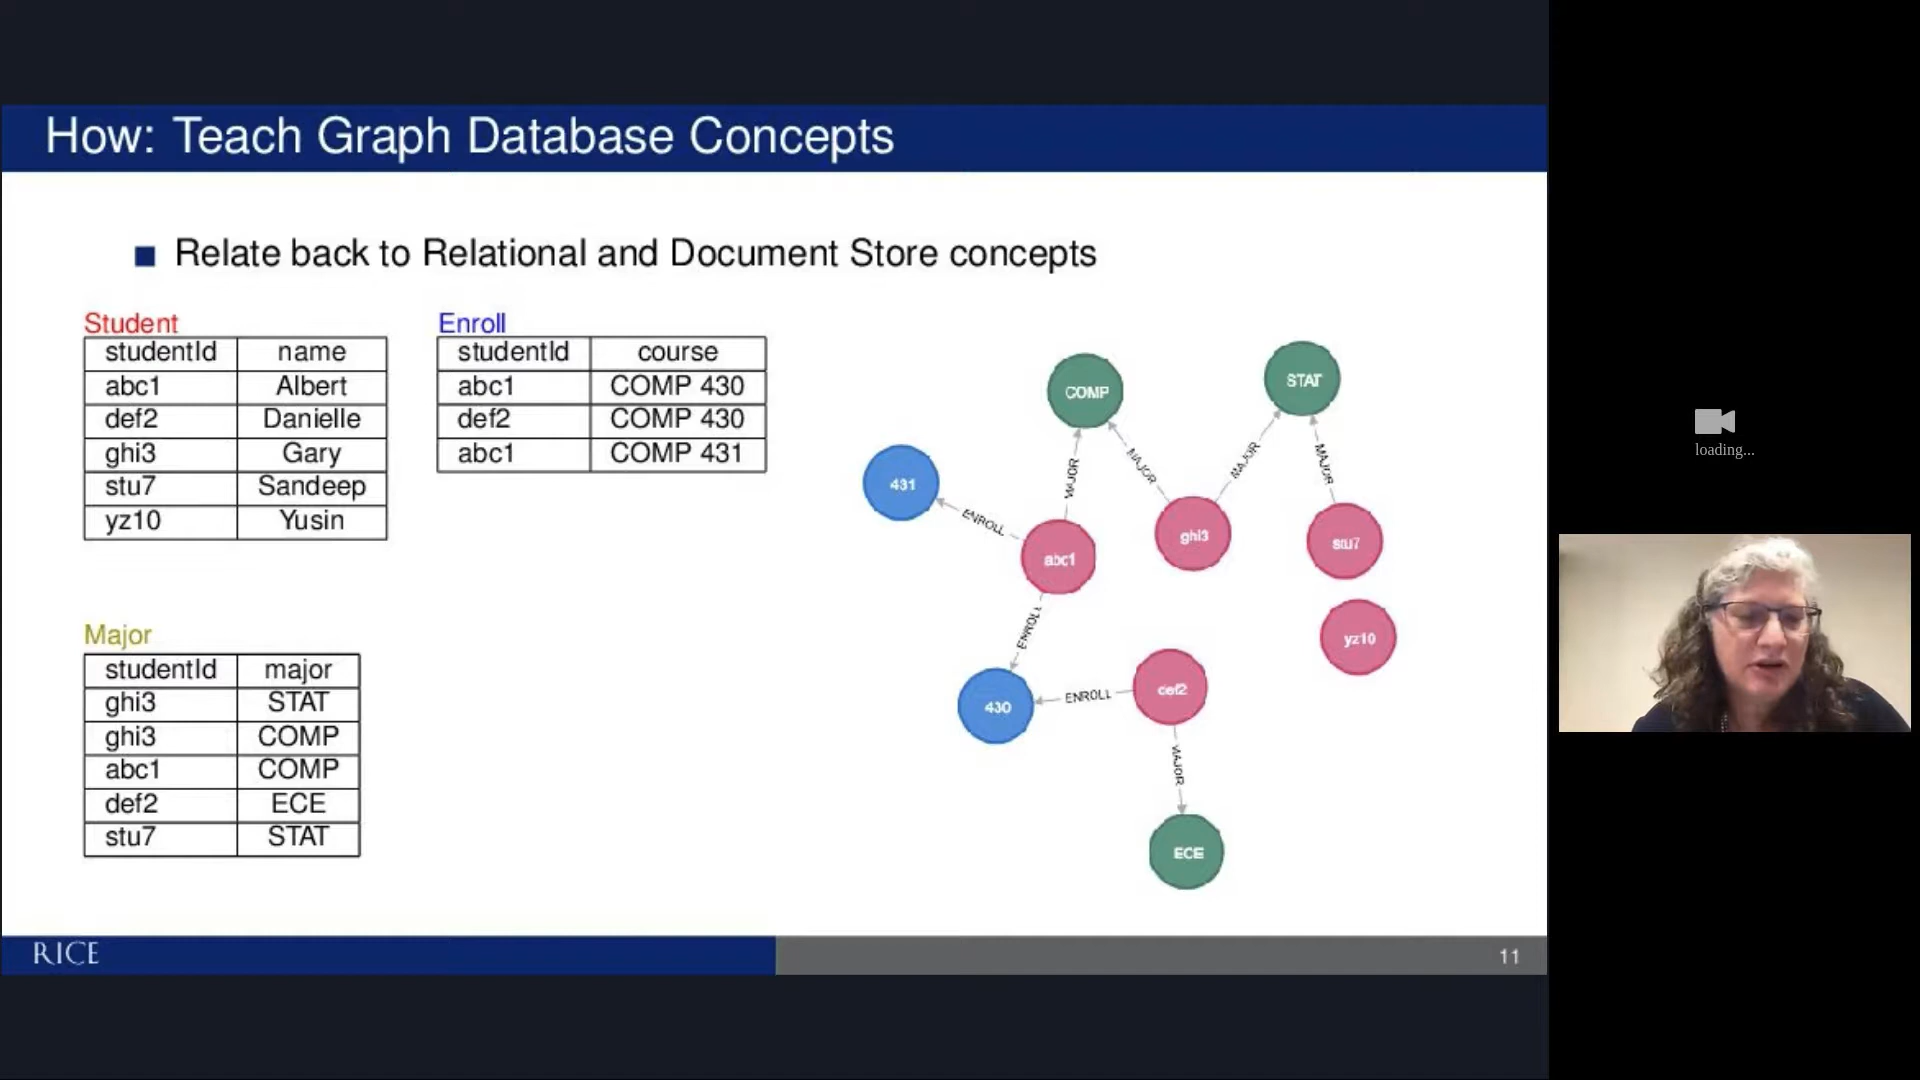 How: Teach Graph Database Concepts
Relate back to Relational and Document Store concepts
Student
studentId name
abc1 Albert
def2 Danielle
ghi3 Gary
stu7 Sandeep
yz10 Yusin
Enroll
studentId course
abc1 COMP 430
def2 COMP 430
abc1 COMP 431
Major
studentId major
ghi3 STAT
ghi3 COMP
abc1 COMP
def2 ECE
stu7 STAT
COMP
STAT
MAJOR
MAJOR
MAJOR
MAJOR
431
ENROLL
abc1
ghi3
stu7
ENROLL
yz10
430
ENROLL
def2
MAJOR
ECE
RICE
11
loading...